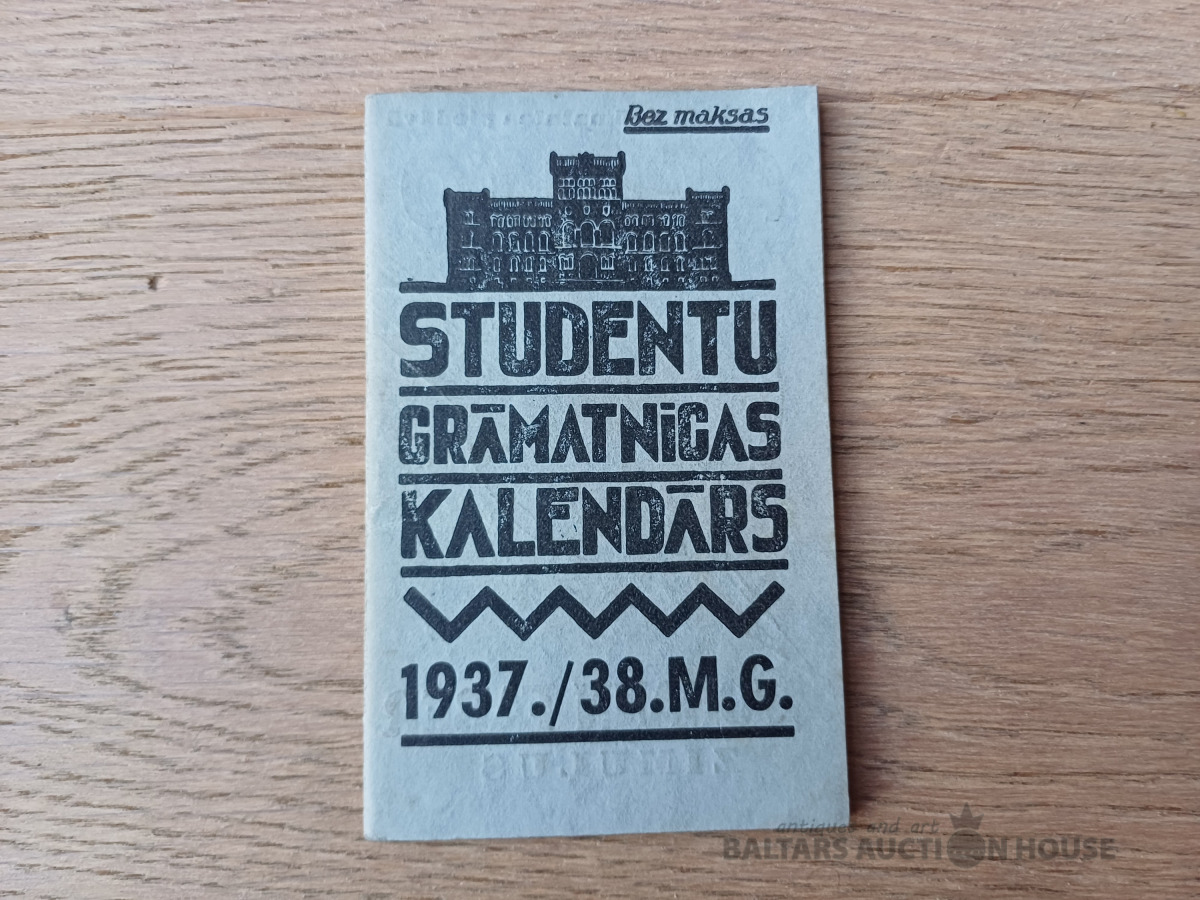 Bez maksas
STUDENTU
GRĀMATNĪCAS
KALENDĀRS
1937./38.M.G.
antiques and art
BALTARS AUCTION HOUSE